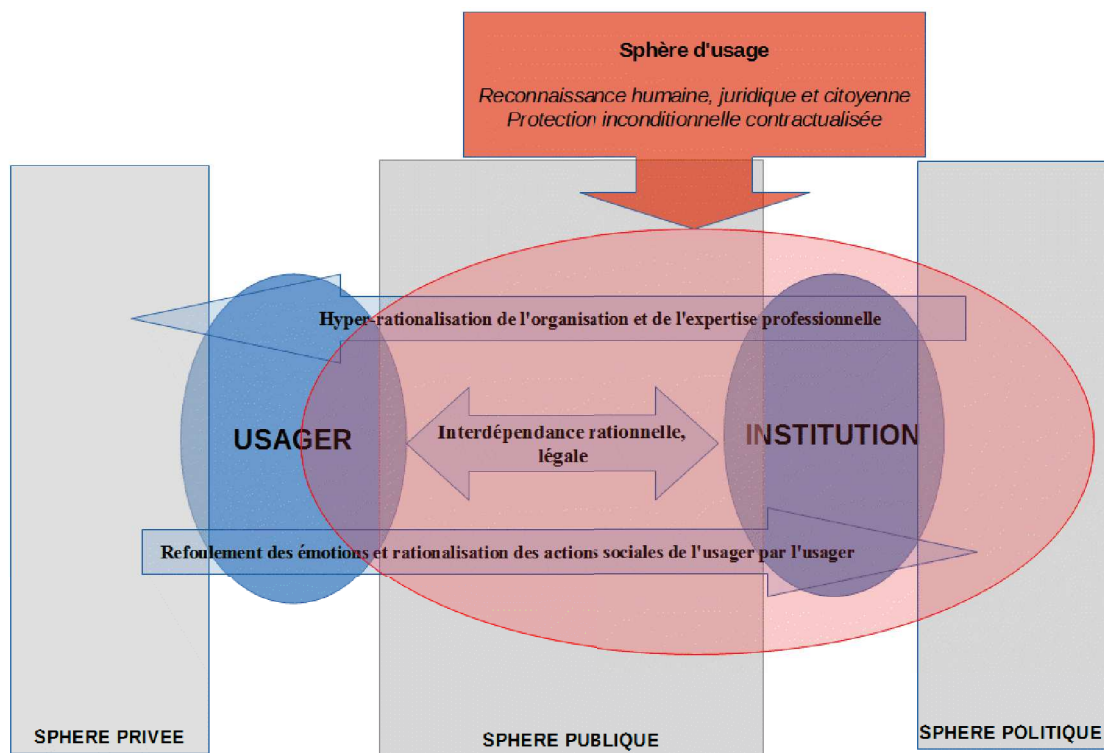 Sphère d'usage
Reconnaissance humaine, juridique et citoyenne
Protection inconditionnelle contractualisée
Hyper-rationalisation de l'organisation et de l'expertise professionnelle
USAGER
Interdépendance rationnelle,
légale
INSTITUTION
Refoulement des émotions et rationalisation des actions sociales de l'usager par l'usager
SPHERE PRIVEE
SPHERE PUBLIQUE
SPHERE POLITIQUE